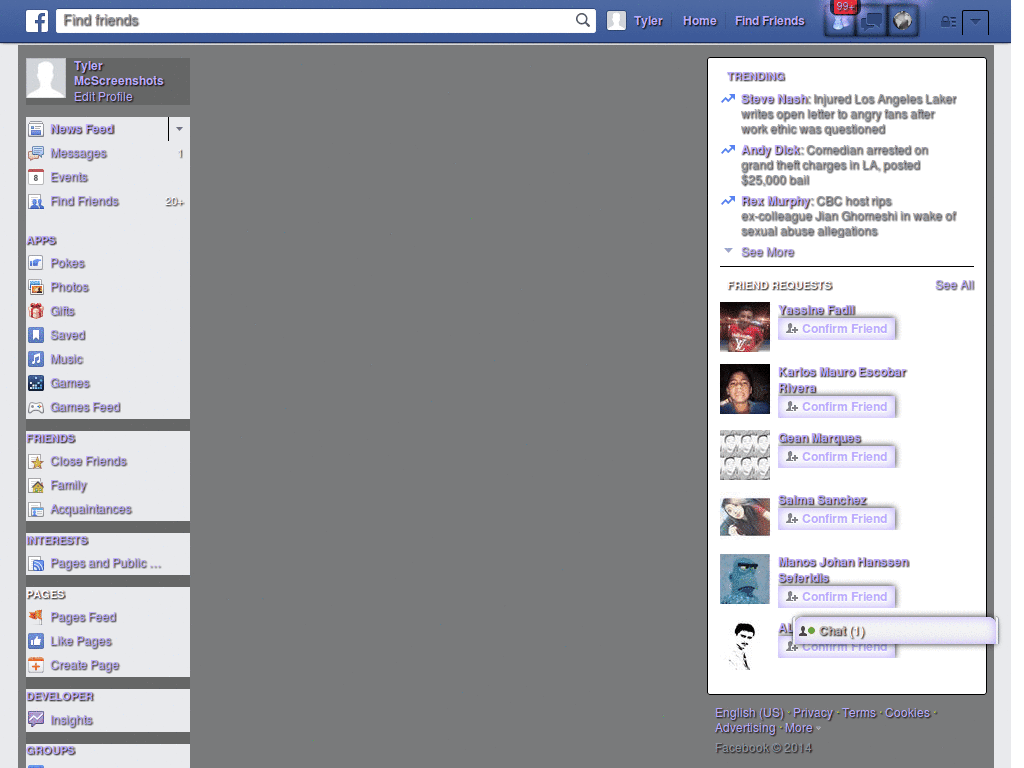 f
Find friends
Tyler
Home
Find Friends
99+
Tyler
McScreenshots
Edit Profile
News Feed
Messages 1
8 Events
Find Friends 20+
APPS
Pokes
Photos
Gifts
Saved
Music
Games
Games Feed
FRIENDS
Close Friends
Family
Acquaintances
INTERESTS
Pages and Public ...
PAGES
Pages Feed
Like Pages
Create Page
DEVELOPER
Insights
GROUPS
TRENDING
Steve Nash: Injured Los Angeles Laker
writes open letter to angry fans after
work ethic was questioned
Andy Dick: Comedian arrested on
grand theft charges in LA, posted
$25,000 bail
Rex Murphy: CBC host rips
ex-colleague Jian Ghomeshi in wake of
sexual abuse allegations
See More
FRIEND REQUESTS See All
Yassine Fadil
Confirm Friend
Karlos Mauro Escobar
Rivera
Confirm Friend
Gean Marques
Confirm Friend
Salma Sanchez
Confirm Friend
Manos Johan Hanssen
Seferidis
Confirm Friend
Chat (1)
Confirm Friend
English (US) · Privacy · Terms · Cookies ·
Advertising · More
Facebook © 2014